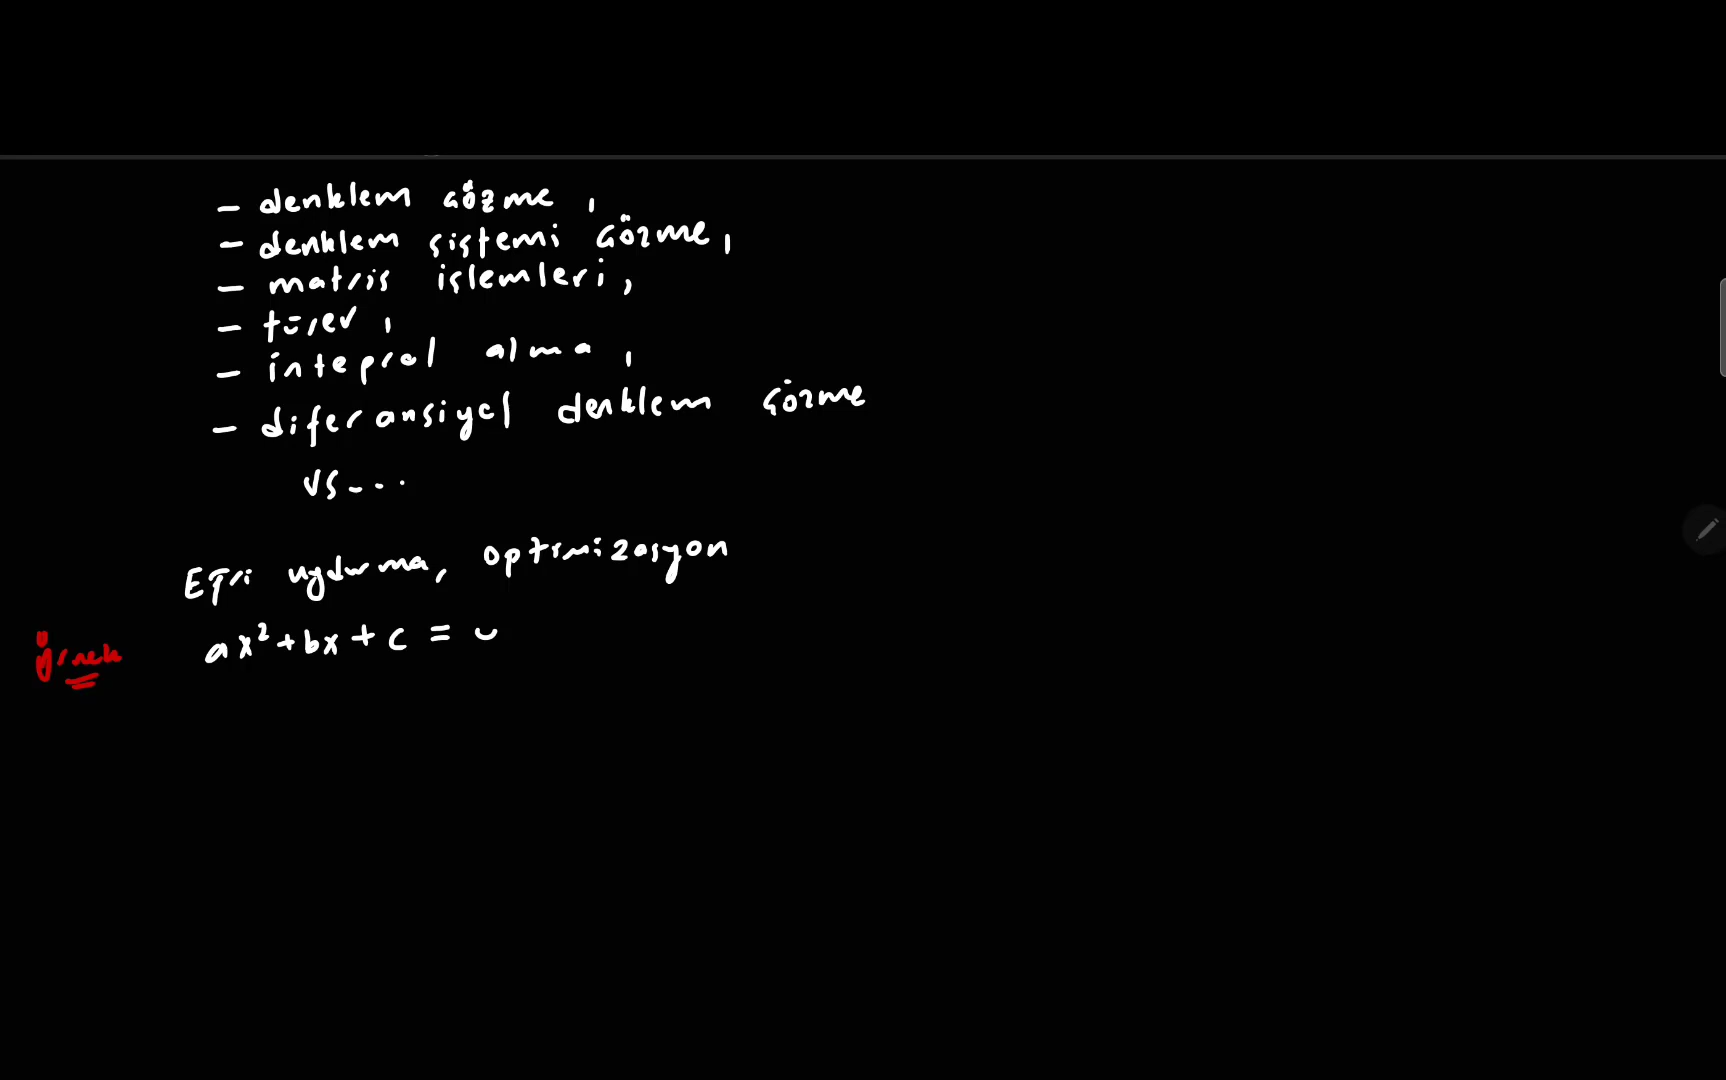 - denklem çözme,
- denklem sistemi çözme,
- matris işlemleri,
- türev,
- integral alma,
- diferansiyel denklem çözme
vs...
Eğri uydurma, optimizasyon
örnek ax²+bx+c=0